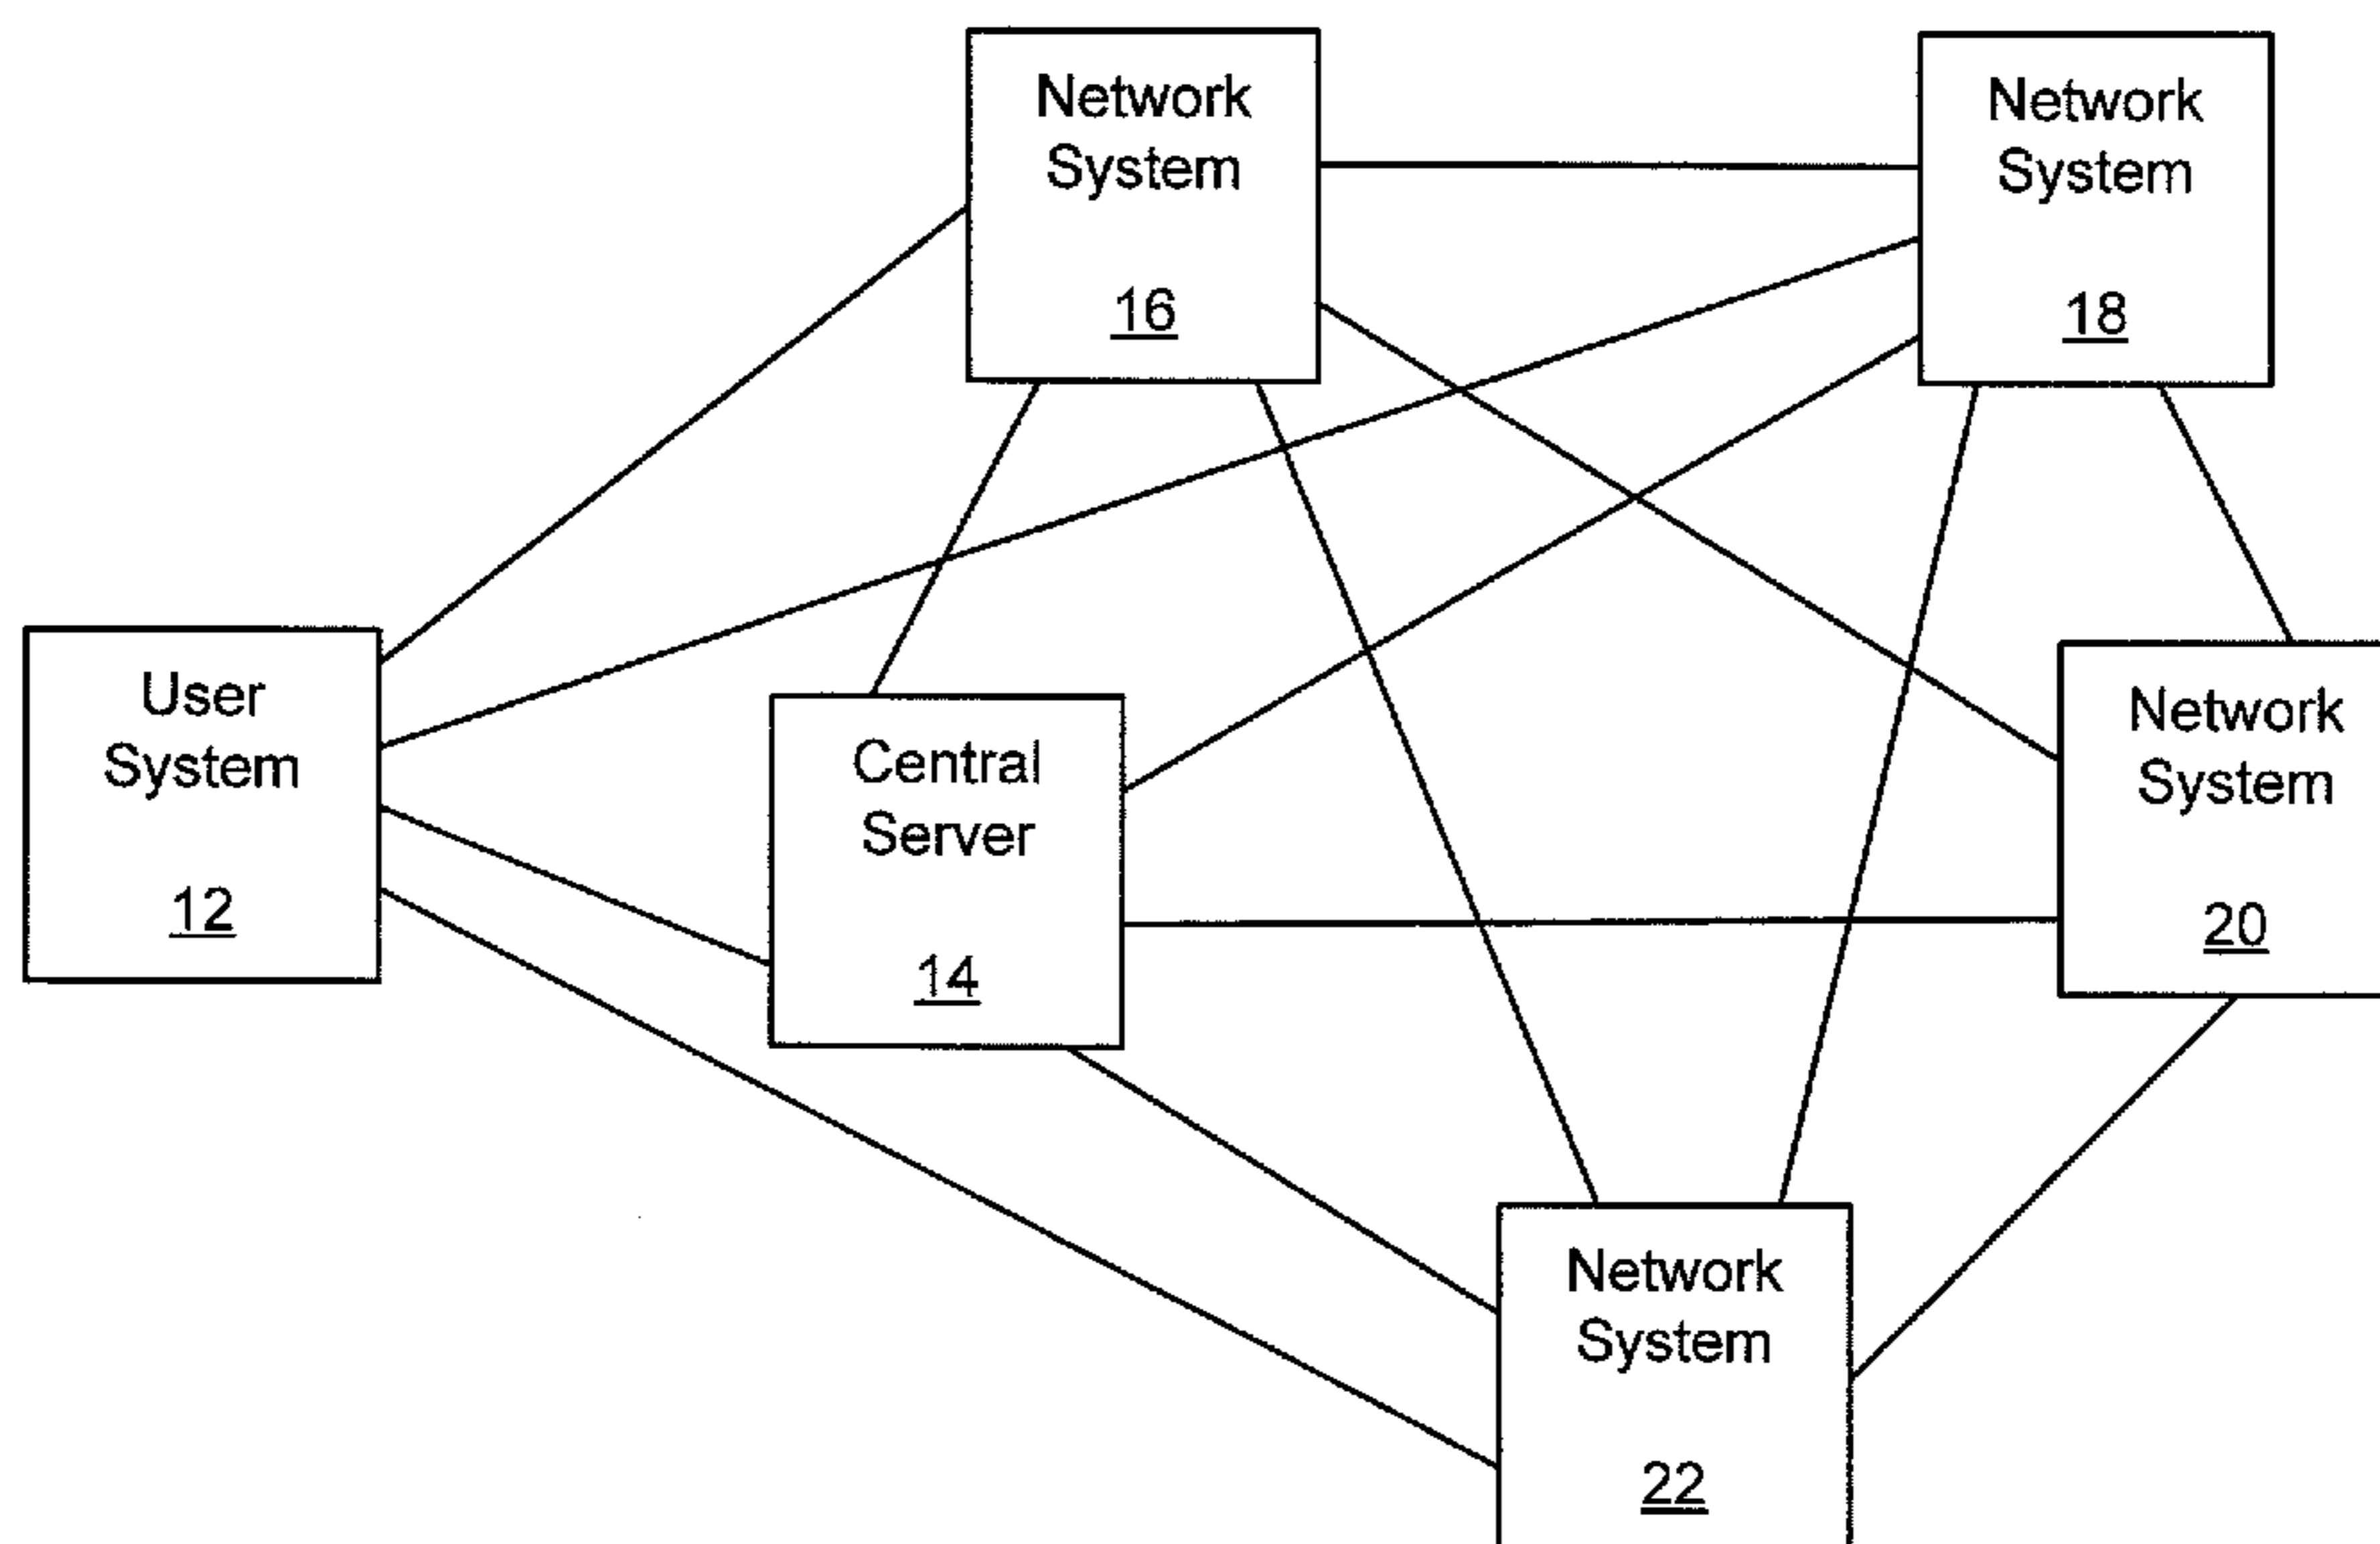 Network
System
16
Network
System
18
User
System
12
Central
Server
14
Network
System
20
Network
System
22